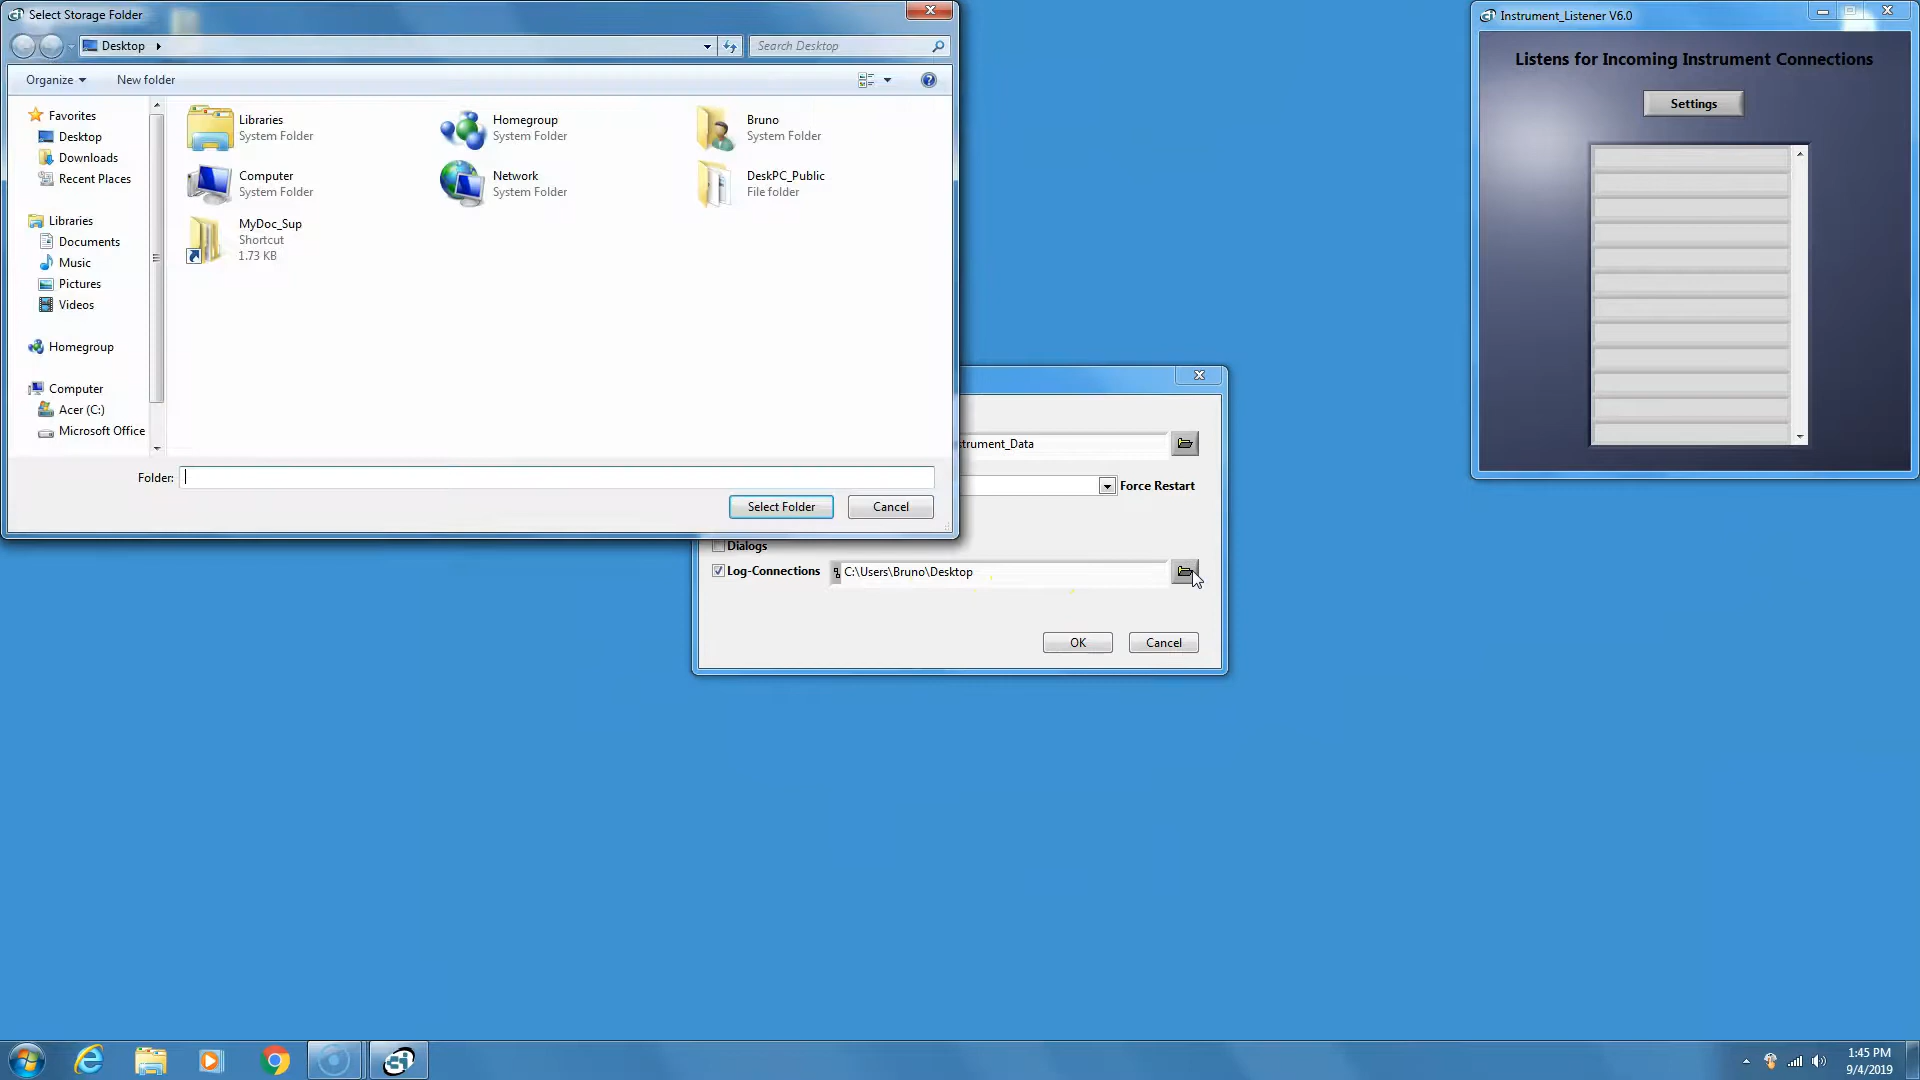 Select Storage Folder
Desktop
Search Desktop
Organize
New folder
Favorites
Desktop
Downloads
Recent Places
Libraries
Documents
Music
Pictures
Videos
Homegroup
Computer
Acer (C:)
Microsoft Office
Libraries
System Folder
Homegroup
System Folder
Bruno
System Folder
Computer
System Folder
Network
System Folder
DeskPC_Public
File folder
MyDoc_Sup
Shortcut
1.73 KB
Folder:
Select Folder
Cancel
strument_Data
Force Restart
Dialogs
Log-Connections
C:\Users\Bruno\Desktop
OK
Cancel
Instrument_Listener V6.0
Listens for Incoming Instrument Connections
Settings
1:45 PM
9/4/2019